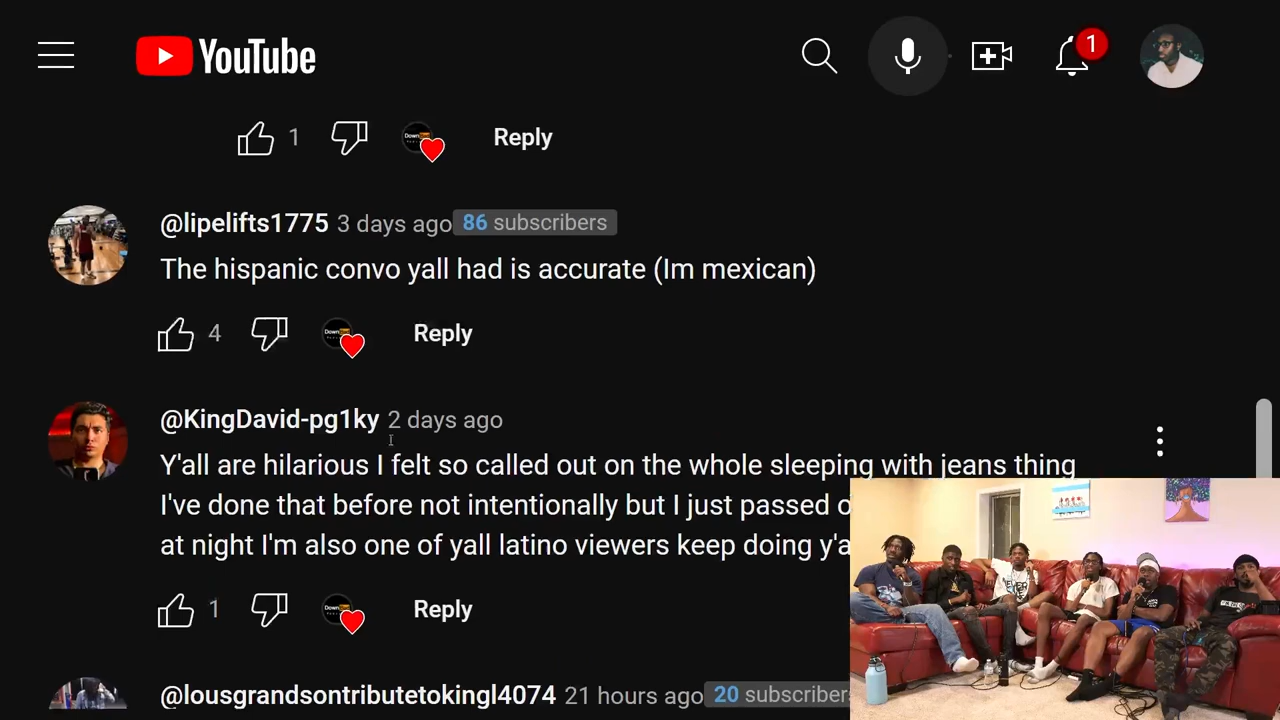 YouTube
1
1
Reply
@lipelifts1775 3 days ago 86 subscribers
The hispanic convo yall had is accurate (Im mexican)
4
Reply
@KingDavid-pg1ky 2 days ago
Y'all are hilarious I felt so called out on the whole sleeping with jeans thing
I've done that before not intentionally but I just passed
at night I'm also one of yall latino viewers keep doing
1
Reply
@lousgrandsontributetokingl4074 21 hours ago 20 subscribers